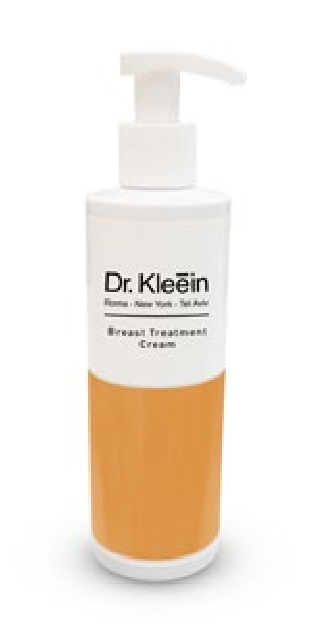 Dr. Kleēin
Rome - New York - Tel Aviv
Breast Treatment
Cream